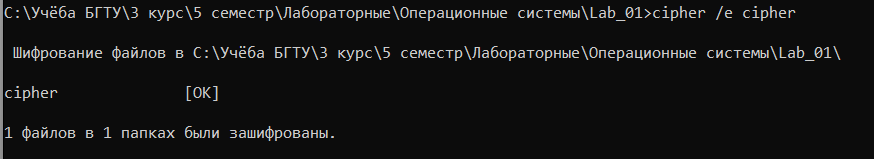 C:\Учёба БГТУ\3 курс\5 семестр\Лабораторные\Операционные системы\Lab_01>cipher /e cipher
Шифрование файлов в C:\Учёба БГТУ\3 курс\5 семестр\Лабораторные\Операционные системы\Lab_01\
cipher [OK]
1 файлов в 1 папках были зашифрованы.